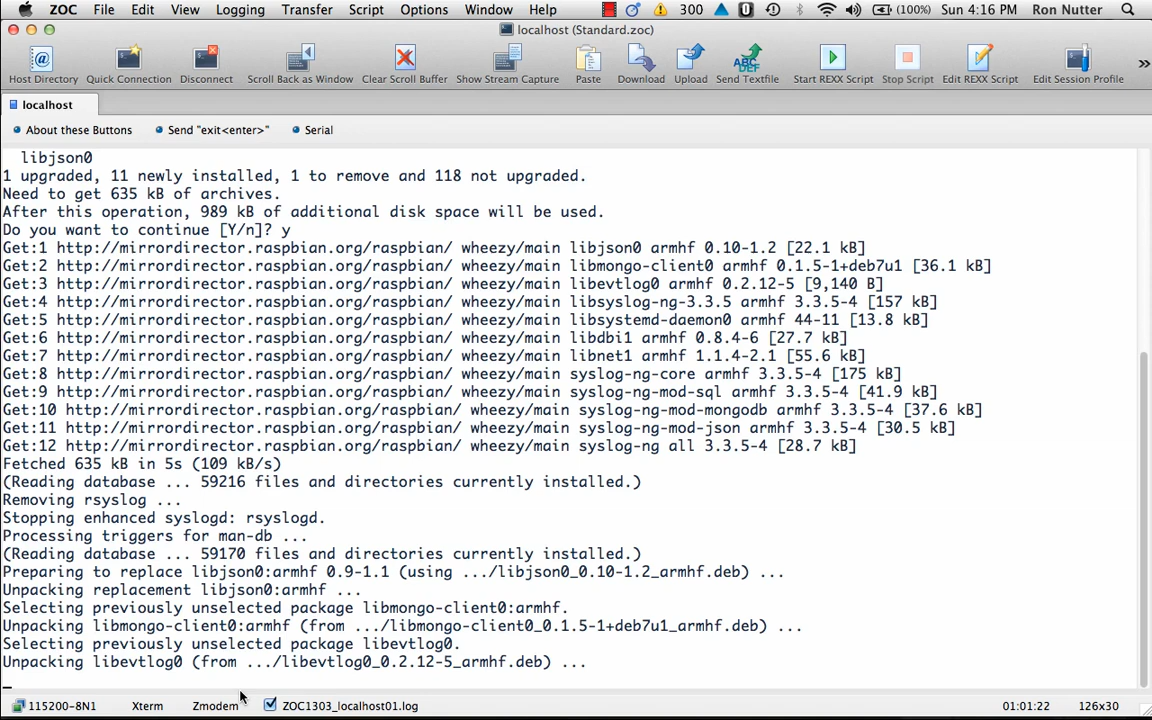 ZOC File Edit View Logging Transfer Script Options Window Help 300 (100%) Sun 4:16 PM Ron Nutter
localhost (Standard.zoc)
Host Directory Quick Connection Disconnect Scroll Back as Window Clear Scroll Buffer Show Stream Capture Paste Download Upload Send Textfile Start REXX Script Stop Script Edit REXX Script Edit Session Profile
localhost
About these Buttons Send "exit<enter>" Serial
libjson0
1 upgraded, 11 newly installed, 1 to remove and 118 not upgraded.
Need to get 635 kB of archives.
After this operation, 989 kB of additional disk space will be used.
Do you want to continue [Y/n]? y
Get:1 http://mirrordirector.raspbian.org/raspbian/ wheezy/main libjson0 armhf 0.10-1.2 [22.1 kB]
Get:2 http://mirrordirector.raspbian.org/raspbian/ wheezy/main libmongo-client0 armhf 0.1.5-1+deb7u1 [36.1 kB]
Get:3 http://mirrordirector.raspbian.org/raspbian/ wheezy/main libevtlog0 armhf 0.2.12-5 [9,140 B]
Get:4 http://mirrordirector.raspbian.org/raspbian/ wheezy/main libsyslog-ng-3.3.5 armhf 3.3.5-4 [157 kB]
Get:5 http://mirrordirector.raspbian.org/raspbian/ wheezy/main libsystemd-daemon0 armhf 44-11 [13.8 kB]
Get:6 http://mirrordirector.raspbian.org/raspbian/ wheezy/main libdbi1 armhf 0.8.4-6 [27.7 kB]
Get:7 http://mirrordirector.raspbian.org/raspbian/ wheezy/main libnet1 armhf 1.1.4-2.1 [55.6 kB]
Get:8 http://mirrordirector.raspbian.org/raspbian/ wheezy/main syslog-ng-core armhf 3.3.5-4 [175 kB]
Get:9 http://mirrordirector.raspbian.org/raspbian/ wheezy/main syslog-ng-mod-sql armhf 3.3.5-4 [41.9 kB]
Get:10 http://mirrordirector.raspbian.org/raspbian/ wheezy/main syslog-ng-mod-mongodb armhf 3.3.5-4 [37.6 kB]
Get:11 http://mirrordirector.raspbian.org/raspbian/ wheezy/main syslog-ng-mod-json armhf 3.3.5-4 [30.5 kB]
Get:12 http://mirrordirector.raspbian.org/raspbian/ wheezy/main syslog-ng all 3.3.5-4 [28.7 kB]
Fetched 635 kB in 5s (109 kB/s)
(Reading database ... 59216 files and directories currently installed.)
Removing rsyslog ...
Stopping enhanced syslogd: rsyslogd.
Processing triggers for man-db ...
(Reading database ... 59170 files and directories currently installed.)
Preparing to replace libjson0:armhf 0.9-1.1 (using .../libjson0_0.10-1.2_armhf.deb) ...
Unpacking replacement libjson0:armhf ...
Selecting previously unselected package libmongo-client0:armhf.
Unpacking libmongo-client0:armhf (from .../libmongo-client0_0.1.5-1+deb7u1_armhf.deb) ...
Selecting previously unselected package libevtlog0.
Unpacking libevtlog0 (from .../libevtlog0_0.2.12-5_armhf.deb) ...
115200-8N1 Xterm Zmodem ZOC1303_localhost01.log 01:01:22 126x30